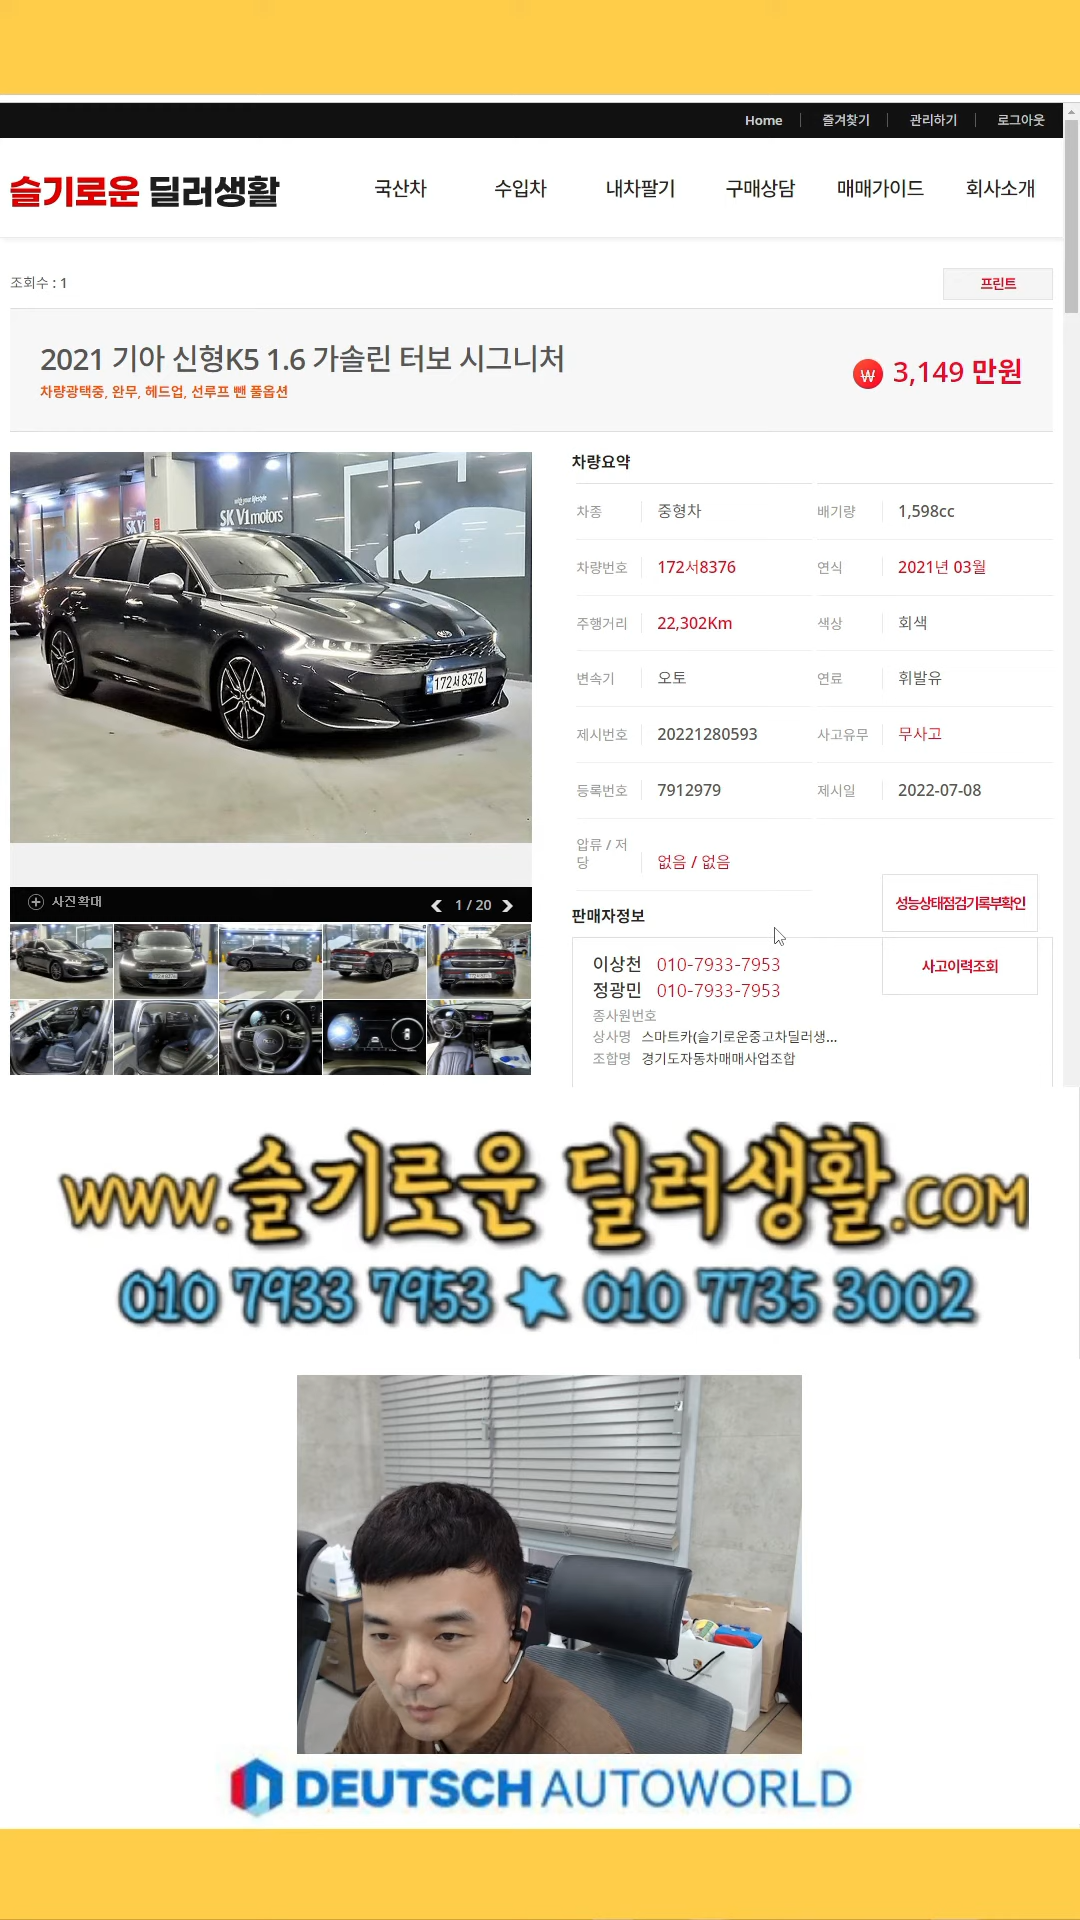 Home 즐겨찾기 관리하기 로그아웃
슬기로운 딜러생활 국산차 수입차 내차팔기 구매상담 매매가이드 회사소개
조회수 : 1 프린트
2021 기아 신형K5 1.6 가솔린 터보 시그니처
차량광택중, 완무, 헤드업, 선루프 뺀 풀옵션
₩ 3,149 만원
with your lifestyle
SK V1 motors
172서 8376
사진확대 1 / 20
차량요약
차종 중형차 배기량 1,598cc
차량번호 172서8376 연식 2021년 03월
주행거리 22,302Km 색상 회색
변속기 오토 연료 휘발유
제시번호 20221280593 사고유무 무사고
등록번호 7912979 제시일 2022-07-08
압류 / 저
당 없음 / 없음
성능상태점검기록부확인
판매자정보
사고이력조회
이상천 010-7933-7953
정광민 010-7933-7953
종사원번호
상사명 스마트카(슬기로운중고차딜러생...
조합명 경기도자동차매매사업조합
www.슬기로운 딜러생활.com
010 7933 7953 ★ 010 7735 3002
DEUTSCH AUTOWORLD